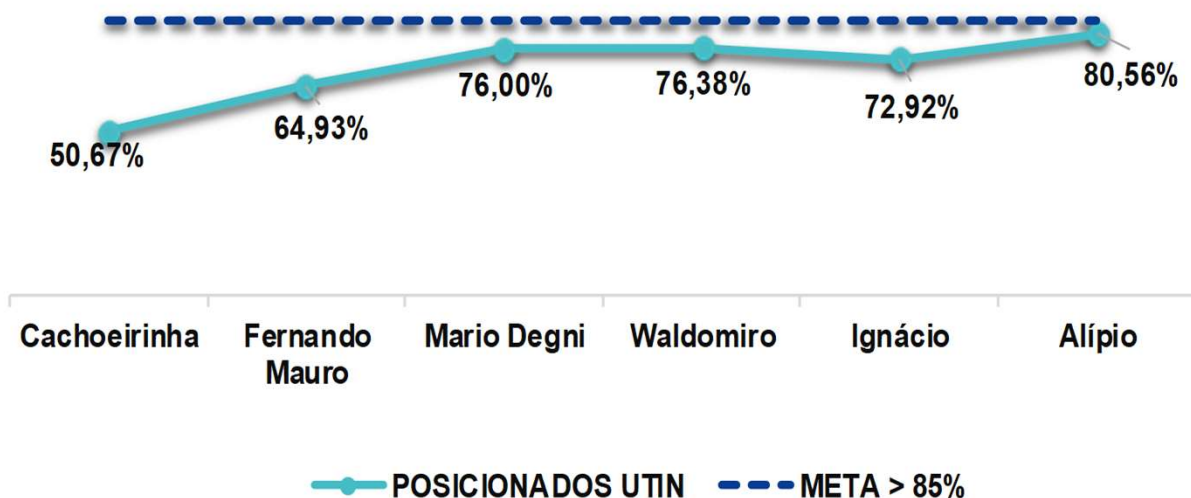 50,67%
64,93%
76,00%
76,38%
72,92%
80,56%
Cachoeirinha
Fernando
Mauro
Mario Degni
Waldomiro
Ignácio
Alípio
POSICIONADOS UTIN
META > 85%